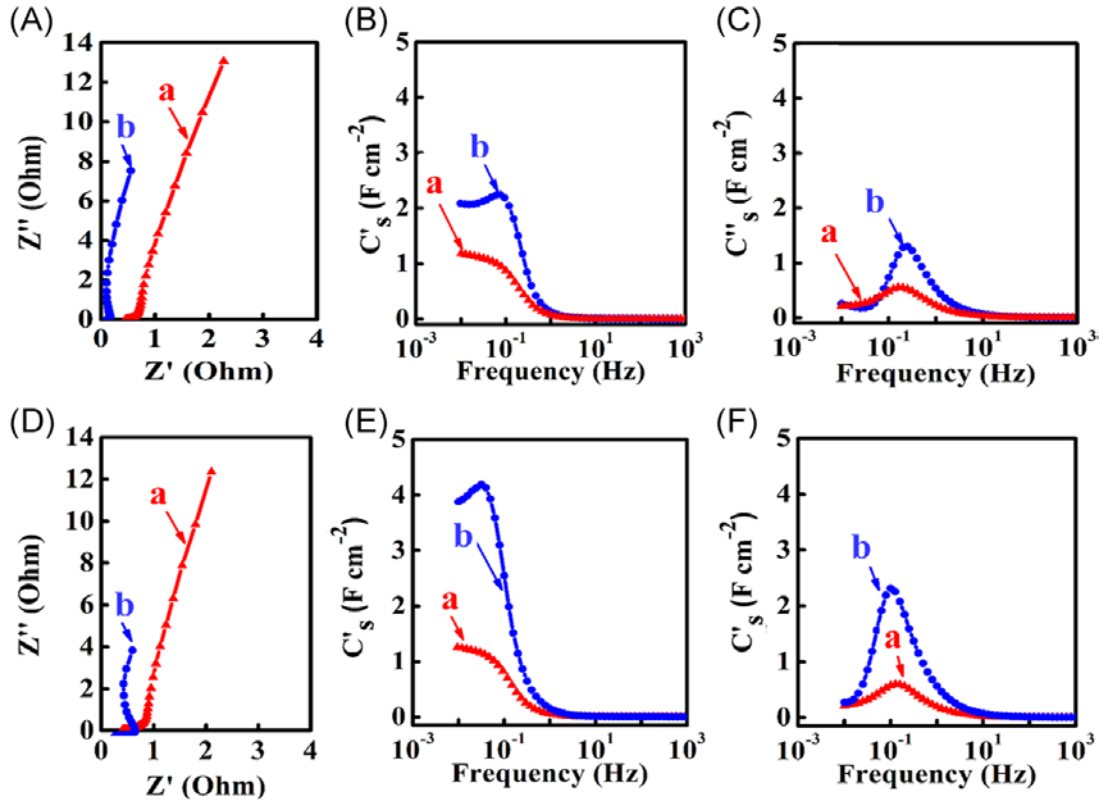 (A)
14
12
10
8
6
4
2
0
Z'' (Ohm)
a
b
0 1 2 3 4
Z' (Ohm)
(B)
5
4
3
2
1
0
C's (F cm⁻²)
b
a
10⁻³ 10⁻¹ 10¹ 10³
Frequency (Hz)
(C)
5
4
3
2
1
0
C''s (F cm⁻²)
b
a
10⁻³ 10⁻¹ 10¹ 10³
Frequency (Hz)
(D)
14
12
10
8
6
4
2
0
Z'' (Ohm)
a
b
0 1 2 3 4
Z' (Ohm)
(E)
5
4
3
2
1
0
C's (F cm⁻²)
b
a
10⁻³ 10⁻¹ 10¹ 10³
Frequency (Hz)
(F)
5
4
3
2
1
0
C's (F cm⁻²)
b
a
10⁻³ 10⁻¹ 10¹ 10³
Frequency (Hz)